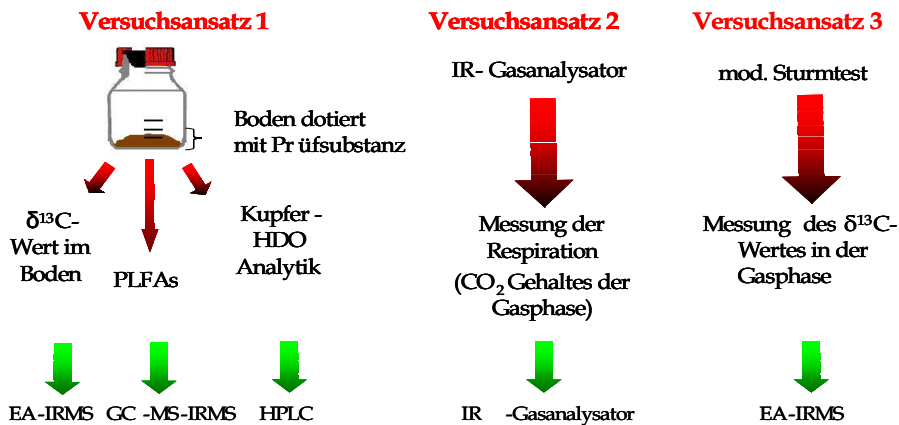 Versuchsansatz 1
Boden dotiert
mit Pr üfsubstanz
δ¹³C-
Wert im
Boden
PLFAs
Kupfer -
HDO
Analytik
EA-IRMS
GC -MS-IRMS
HPLC
Versuchsansatz 2
IR- Gasanalysator
Messung der
Respiration
(CO₂ Gehaltes der
Gasphase)
IR -Gasanalysator
Versuchsansatz 3
mod. Sturmtest
Messung des δ¹³C-
Wertes in der
Gasphase
EA-IRMS